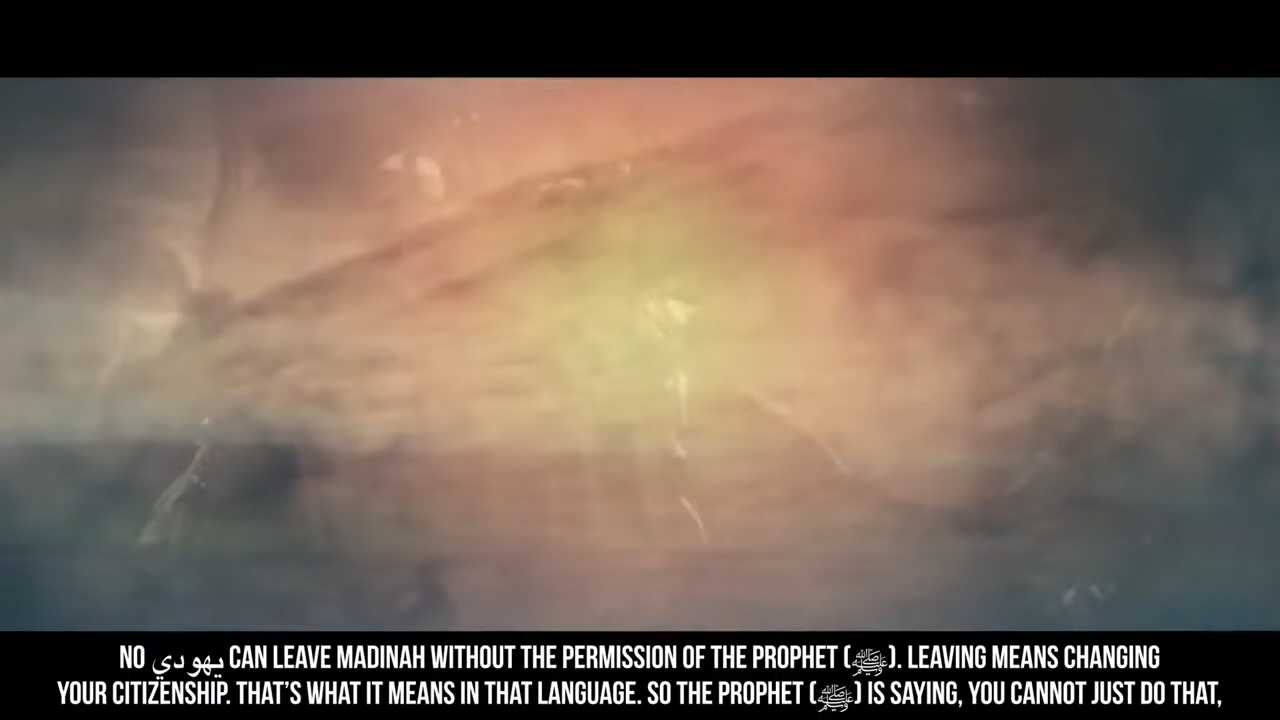 NO يهودي CAN LEAVE MADINAH WITHOUT THE PERMISSION OF THE PROPHET (ﷺ). LEAVING MEANS CHANGING
YOUR CITIZENSHIP. THAT'S WHAT IT MEANS IN THAT LANGUAGE. SO THE PROPHET (ﷺ) IS SAYING, YOU CANNOT JUST DO THAT,